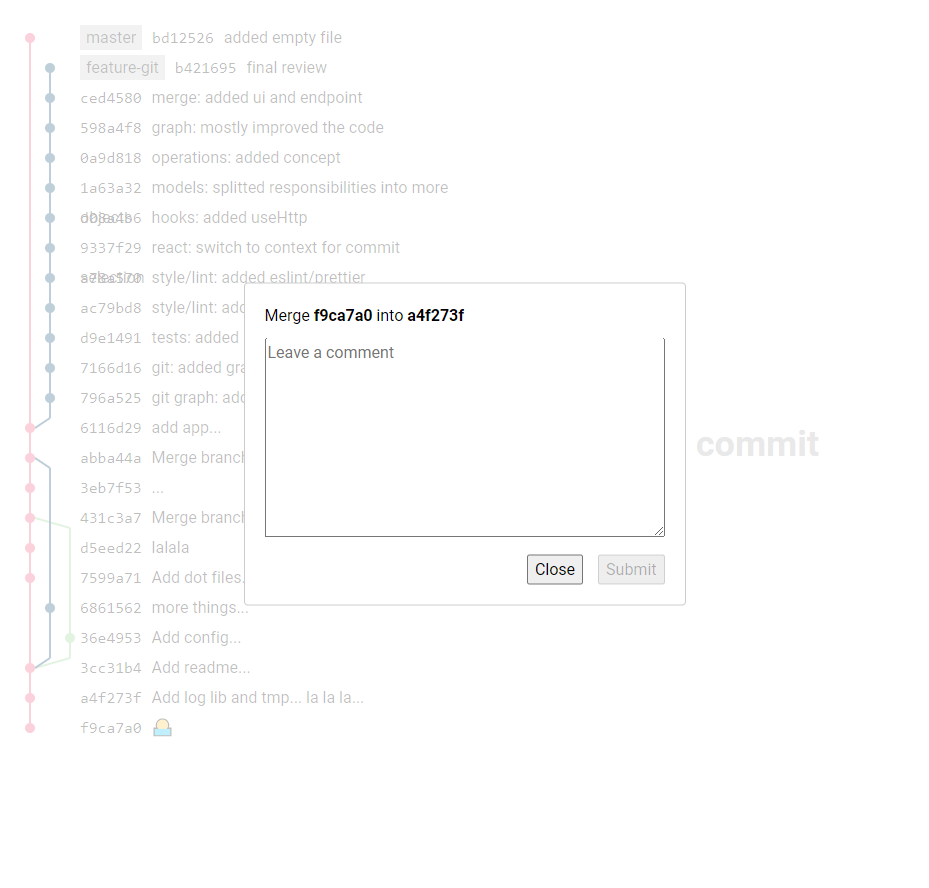 master bd12526 added empty file
feature-git b421695 final review
ced4580 merge: added ui and endpoint
598a4f8 graph: mostly improved the code
0a9d818 operations: added concept
1a63a32 models: splitted responsibilities into more
objects hooks: added useHttp
9337f29 react: switch to context for commit
selection style/lint: added eslint/prettier
ac79bd8 style/lint: add
d9e1491 tests: added
7166d16 git: added gra
796a525 git graph: add
6116d29 add app...
abba44a Merge branch
3eb7f53 ...
431c3a7 Merge branch
d5eed22 lalala
7599a71 Add dot files.
6861562 more things...
36e4953 Add config...
3cc31b4 Add readme...
a4f273f Add log lib and tmp... la la la...
f9ca7a0
Merge f9ca7a0 into a4f273f
Leave a comment
Close Submit
commit